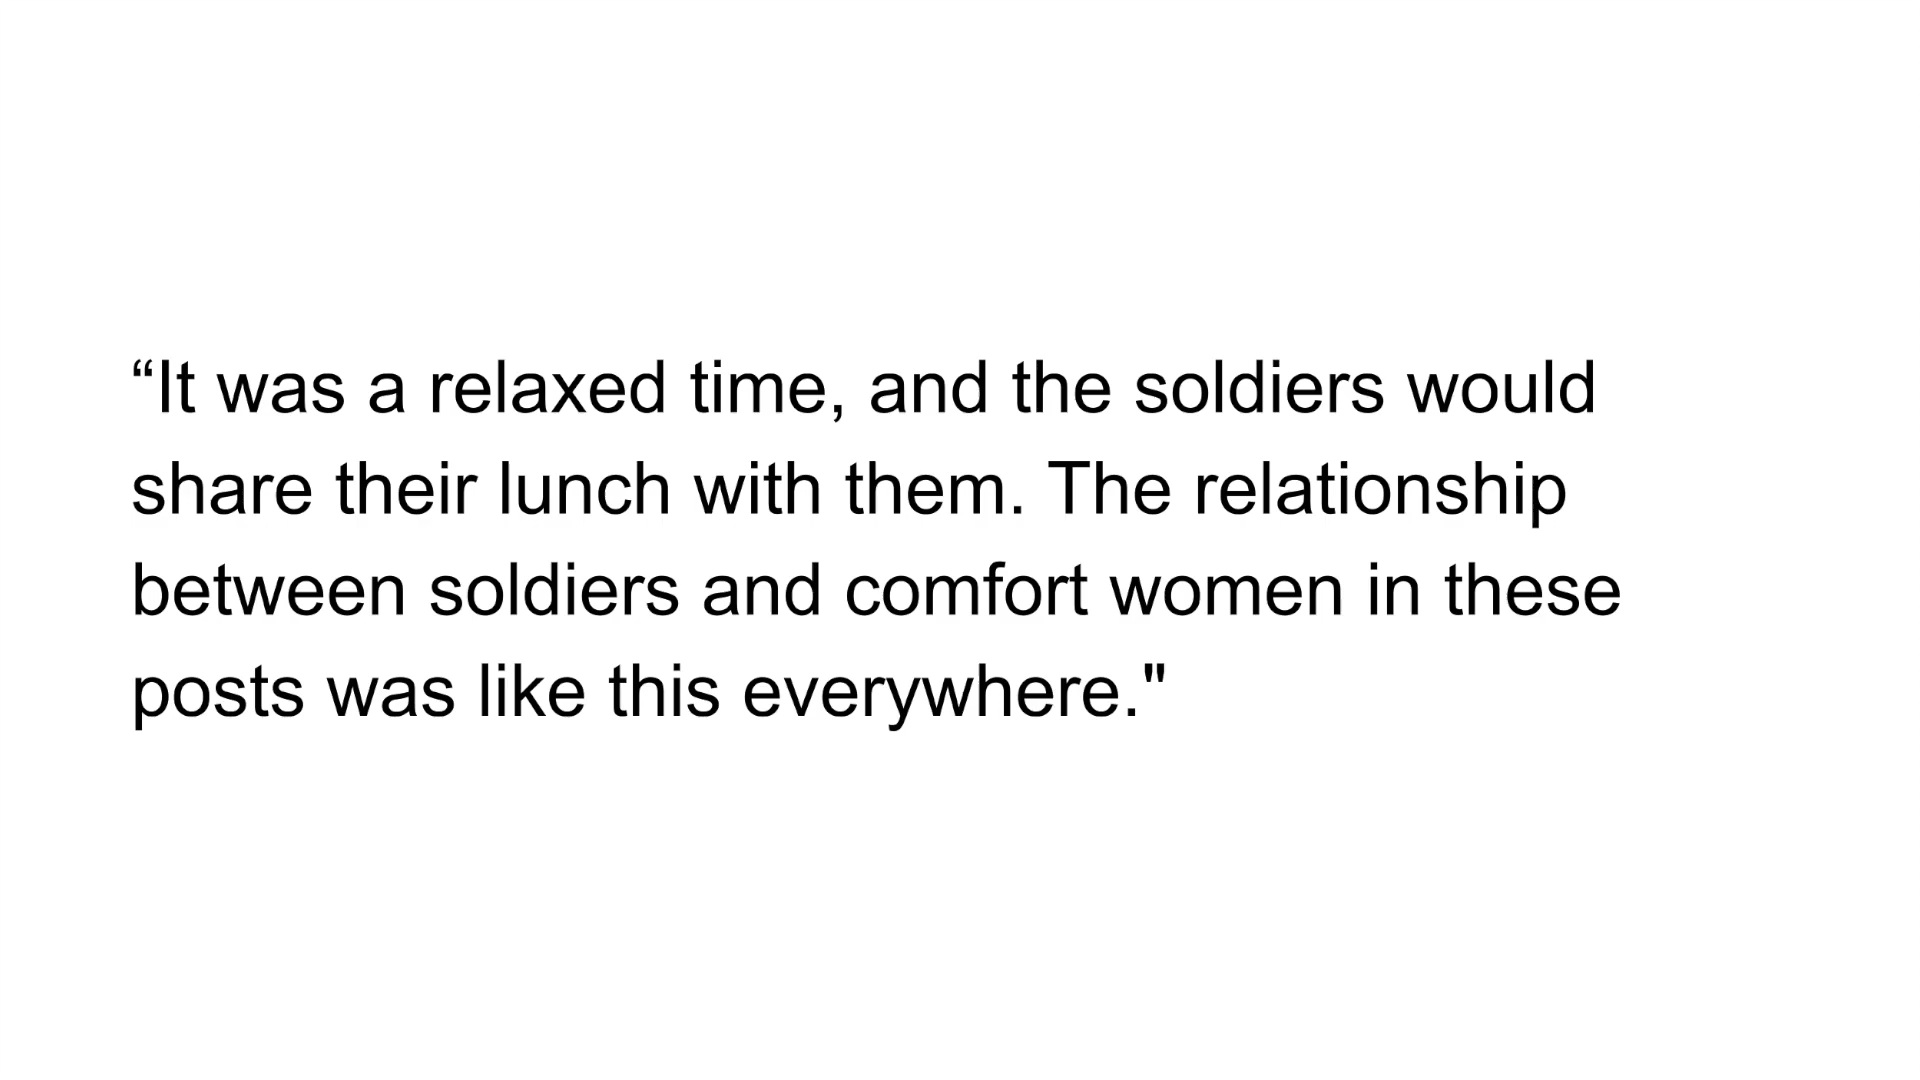 “It was a relaxed time, and the soldiers would
share their lunch with them. The relationship
between soldiers and comfort women in these
posts was like this everywhere."